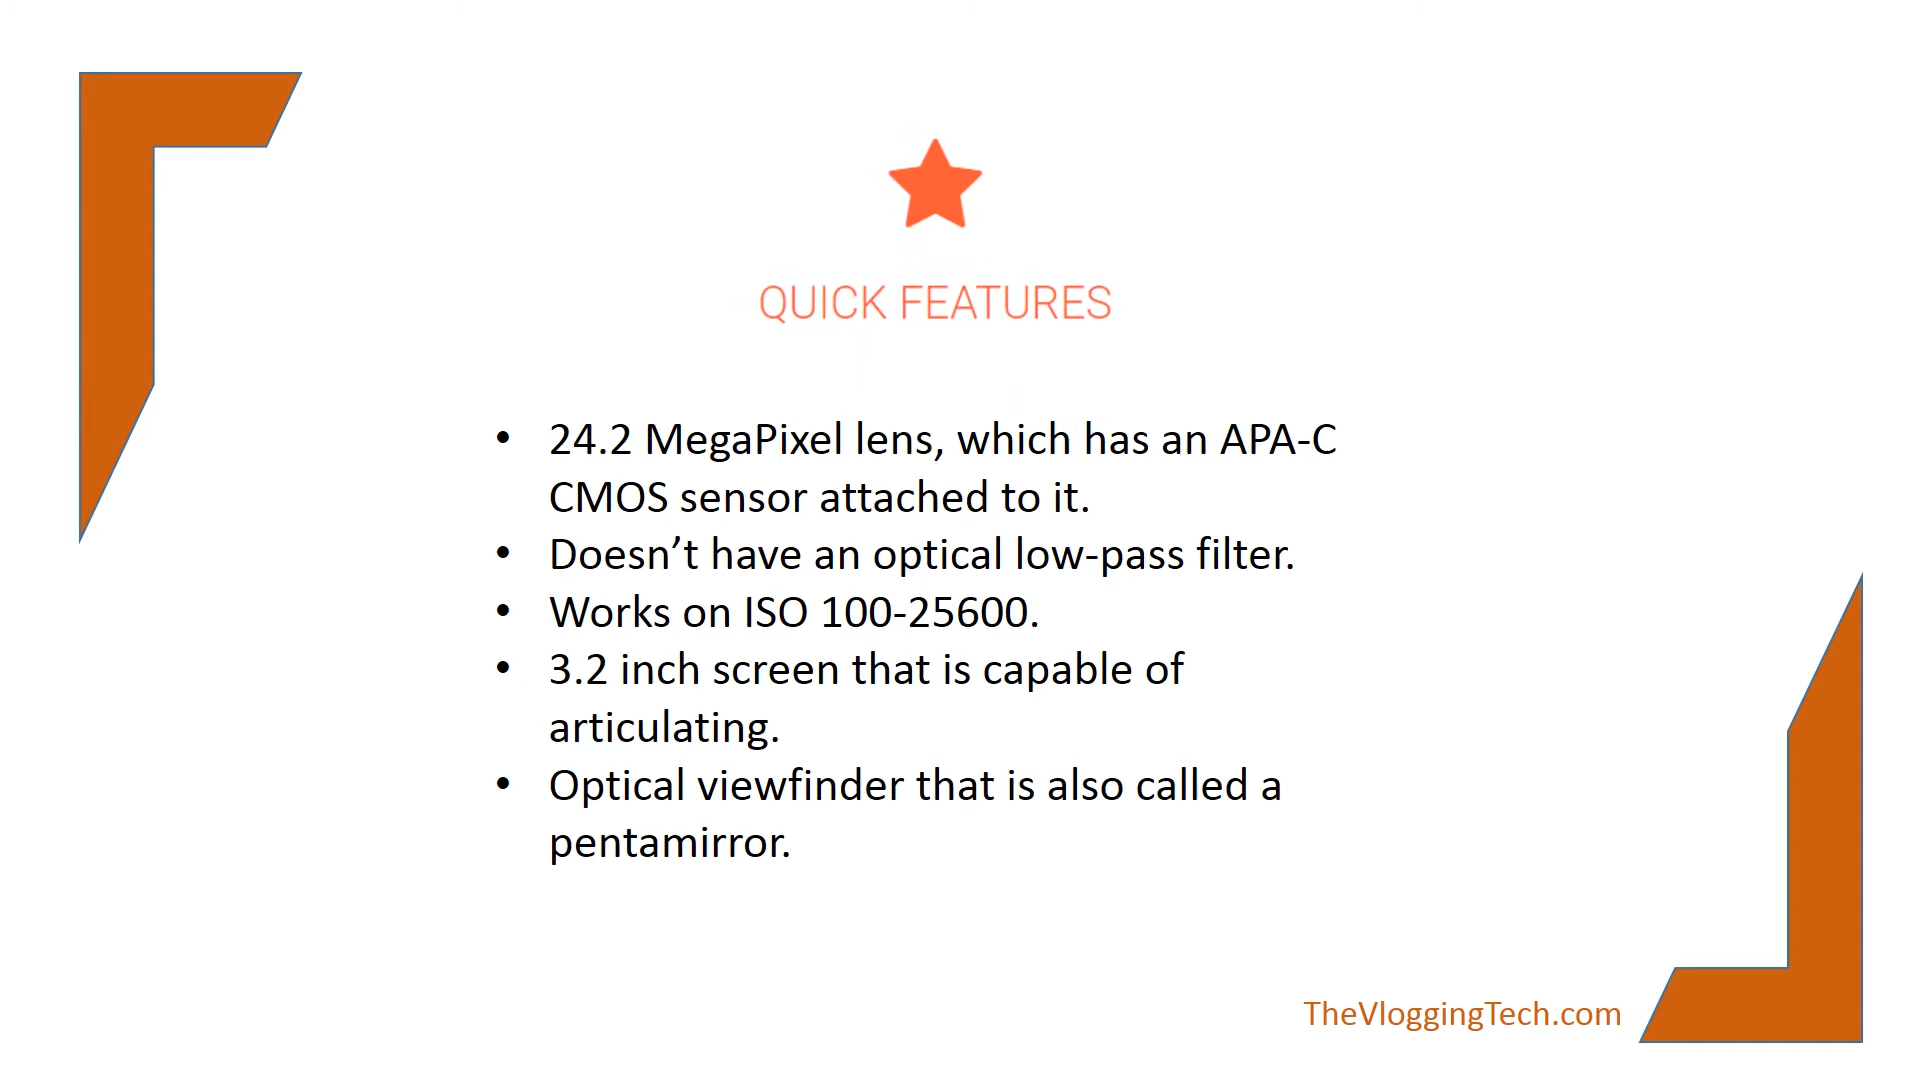 QUICK FEATURES
• 24.2 MegaPixel lens, which has an APA-C
CMOS sensor attached to it.
• Doesn’t have an optical low-pass filter.
• Works on ISO 100-25600.
• 3.2 inch screen that is capable of
articulating.
• Optical viewfinder that is also called a
pentamirror.
TheVloggingTech.com